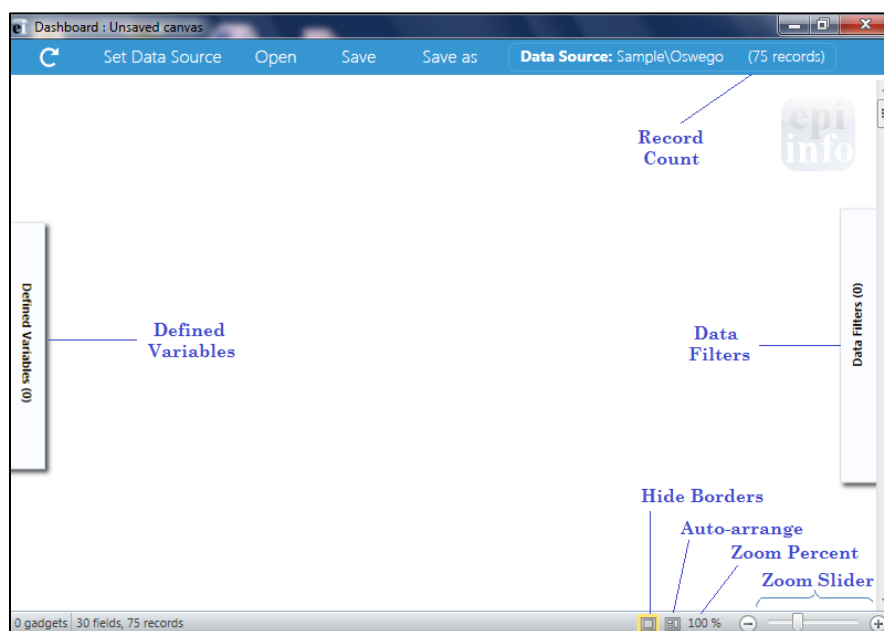 ei Dashboard : Unsaved canvas
Set Data Source Open Save Save as Data Source: Sample\Oswego (75 records)
epi
info
Record
Count
Defined Variables (0)
Defined
Variables
Data
Filters
Data Filters (0)
Hide Borders
Auto-arrange
Zoom Percent
Zoom Slider
0 gadgets 30 fields, 75 records 100 %